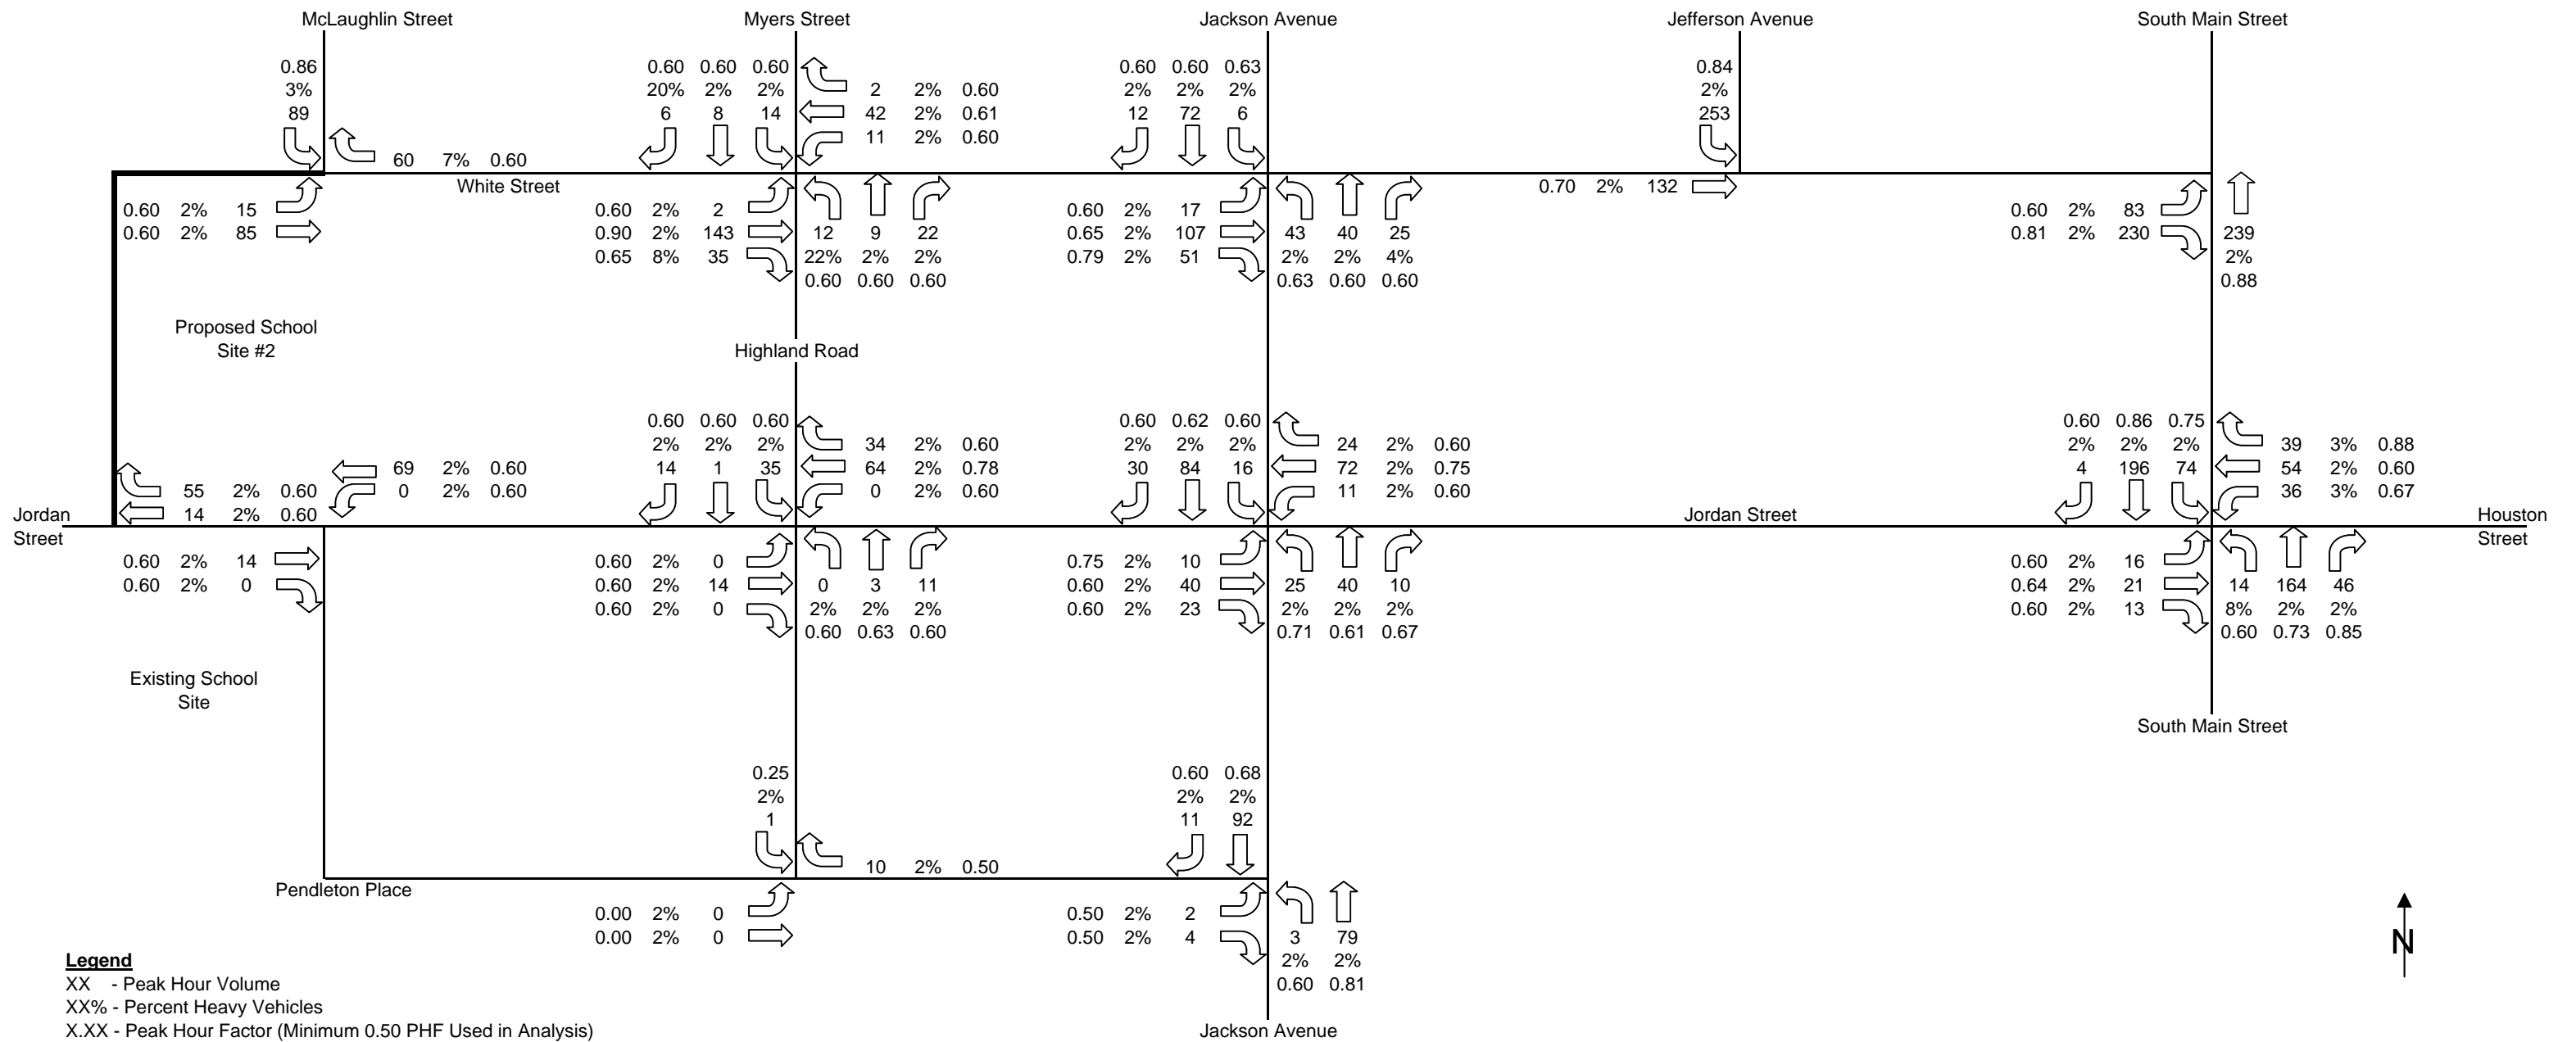 McLaughlin Street Myers Street Jackson Avenue Jefferson Avenue South Main Street
0.86 0.60 0.60 0.60 0.60 0.60 0.63 0.84
3% 20% 2% 2% 2 2% 0.60 2% 2% 2% 2%
89 6 8 14 42 2% 0.61 12 72 6 253
11 2% 0.60
60 7% 0.60
White Street 0.70 2% 132
0.60 2% 15 0.60 2% 2 0.60 2% 17 0.60 2% 83
0.60 2% 85 0.90 2% 143 12 9 22 0.65 2% 107 43 40 25 0.81 2% 230 239
0.65 8% 35 22% 2% 2% 0.79 2% 51 2% 2% 4% 2%
0.60 0.60 0.60 0.63 0.60 0.60 0.88
Proposed School
Site #2
Highland Road
0.60 0.60 0.60 0.60 0.62 0.60 0.60 0.86 0.75
2% 2% 2% 34 2% 0.60 2% 2% 2% 24 2% 0.60 2% 2% 2% 39 3% 0.88
69 2% 0.60 14 1 35 64 2% 0.78 30 84 16 72 2% 0.75 4 196 74 54 2% 0.60
55 2% 0.60 0 2% 0.60 0 2% 0.60 11 2% 0.60 36 3% 0.67
14 2% 0.60
Jordan
Street
Jordan Street
Houston
Street
0.60 2% 14 0.60 2% 0 0.75 2% 10 0.60 2% 16
0.60 2% 0 0.60 2% 14 0 3 11 0.60 2% 40 25 40 10 0.64 2% 21 14 164 46
0.60 2% 0 2% 2% 2% 0.60 2% 23 2% 2% 2% 0.60 2% 13 8% 2% 2%
0.60 0.63 0.60 0.71 0.61 0.67 0.60 0.73 0.85
Existing School
Site
South Main Street
0.25 0.60 0.68
2% 2% 2%
1 11 92
10 2% 0.50
Pendleton Place
0.00 2% 0 0.50 2% 2
0.00 2% 0 0.50 2% 4 3 79
2% 2%
0.60 0.81
N
Legend
XX - Peak Hour Volume
XX% - Percent Heavy Vehicles
X.XX - Peak Hour Factor (Minimum 0.50 PHF Used in Analysis)
Jackson Avenue